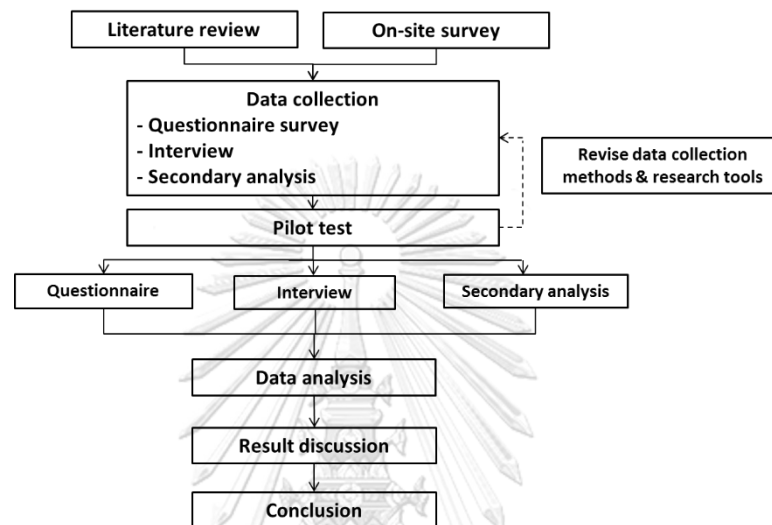 Literature review
On-site survey
Data collection
- Questionnaire survey
- Interview
- Secondary analysis
Revise data collection
methods & research tools
Pilot test
Questionnaire
Interview
Secondary analysis
Data analysis
Result discussion
Conclusion